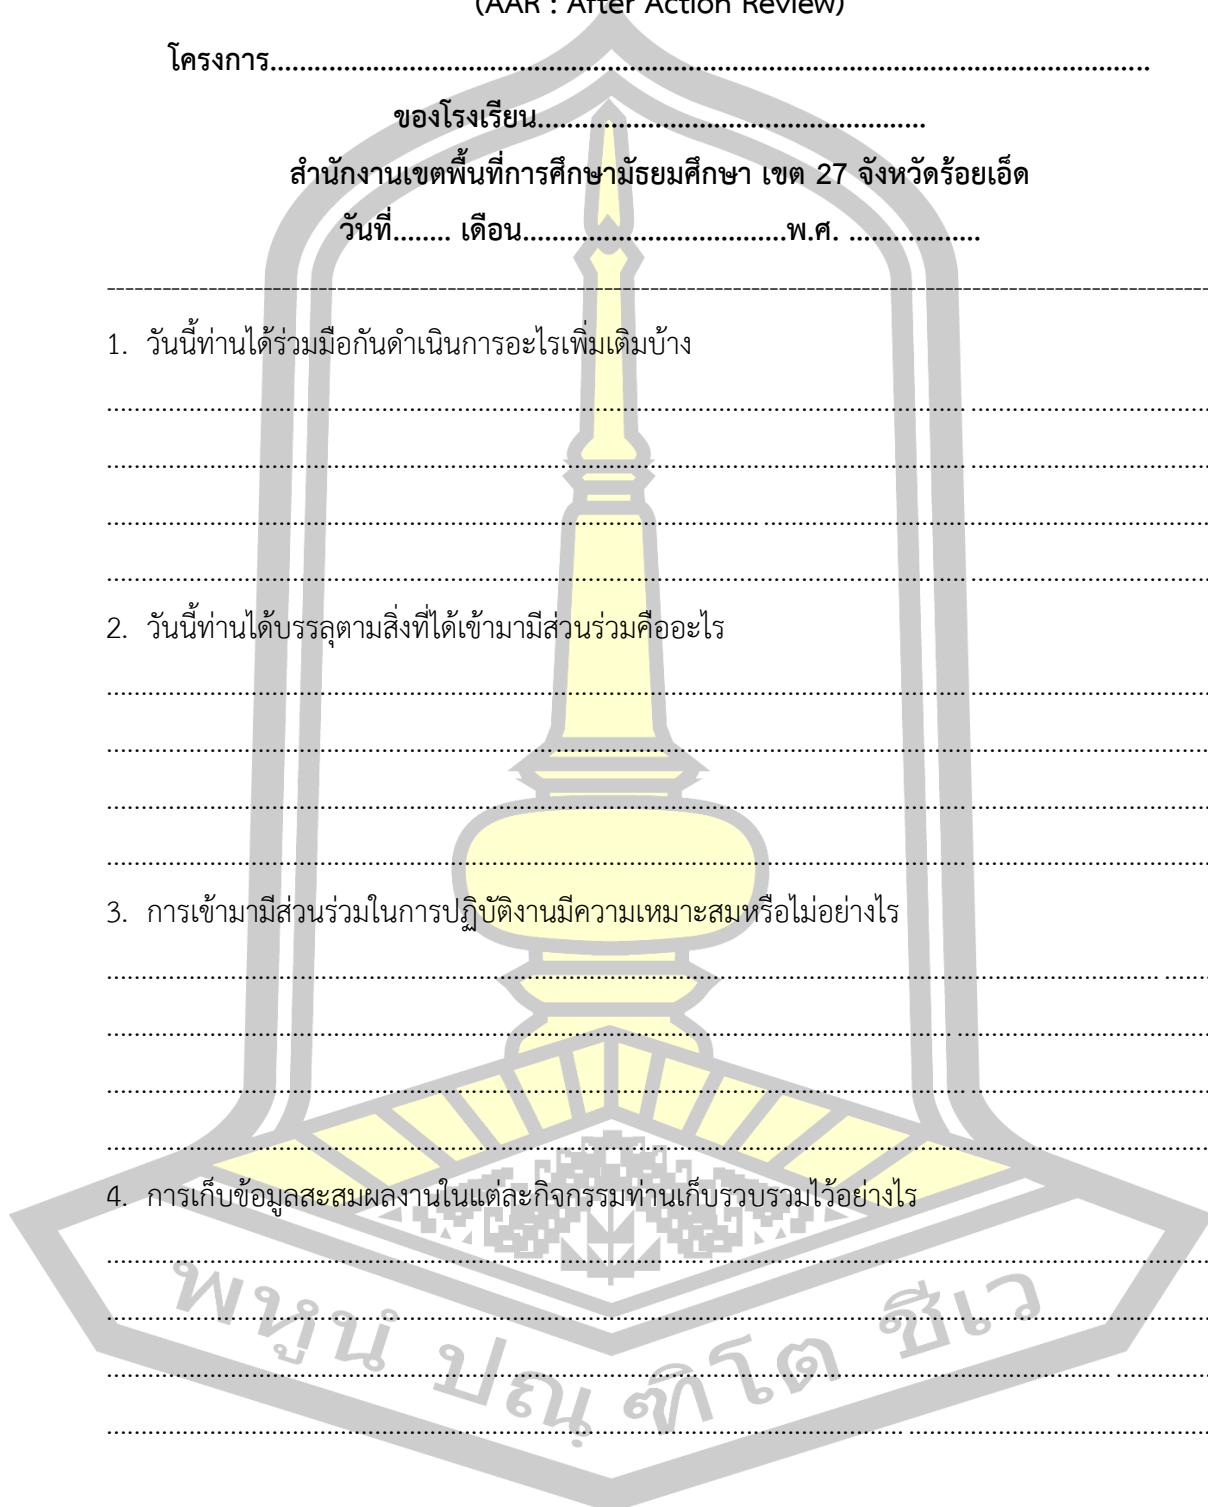 (AAR : After Action Review)
โครงการ........................................................................................................................
ของโรงเรียน.....................................................
สำนักงานเขตพื้นที่การศึกษามัธยมศึกษา เขต 27 จังหวัดร้อยเอ็ด
วันที่........ เดือน....................................พ.ศ. ..................
1. วันนี้ท่านได้ร่วมมือกันดำเนินการอะไรเพิ่มเติมบ้าง
2. วันนี้ท่านได้บรรลุตามสิ่งที่ได้เข้ามามีส่วนร่วมคืออะไร
3. การเข้ามามีส่วนร่วมในการปฏิบัติงานมีความเหมาะสมหรือไม่อย่างไร
4. การเก็บข้อมูลสะสมผลงานในแต่ละกิจกรรมท่านเก็บรวบรวมไว้อย่างไร
พหูนํ ปณฺฑิโต ชีเว